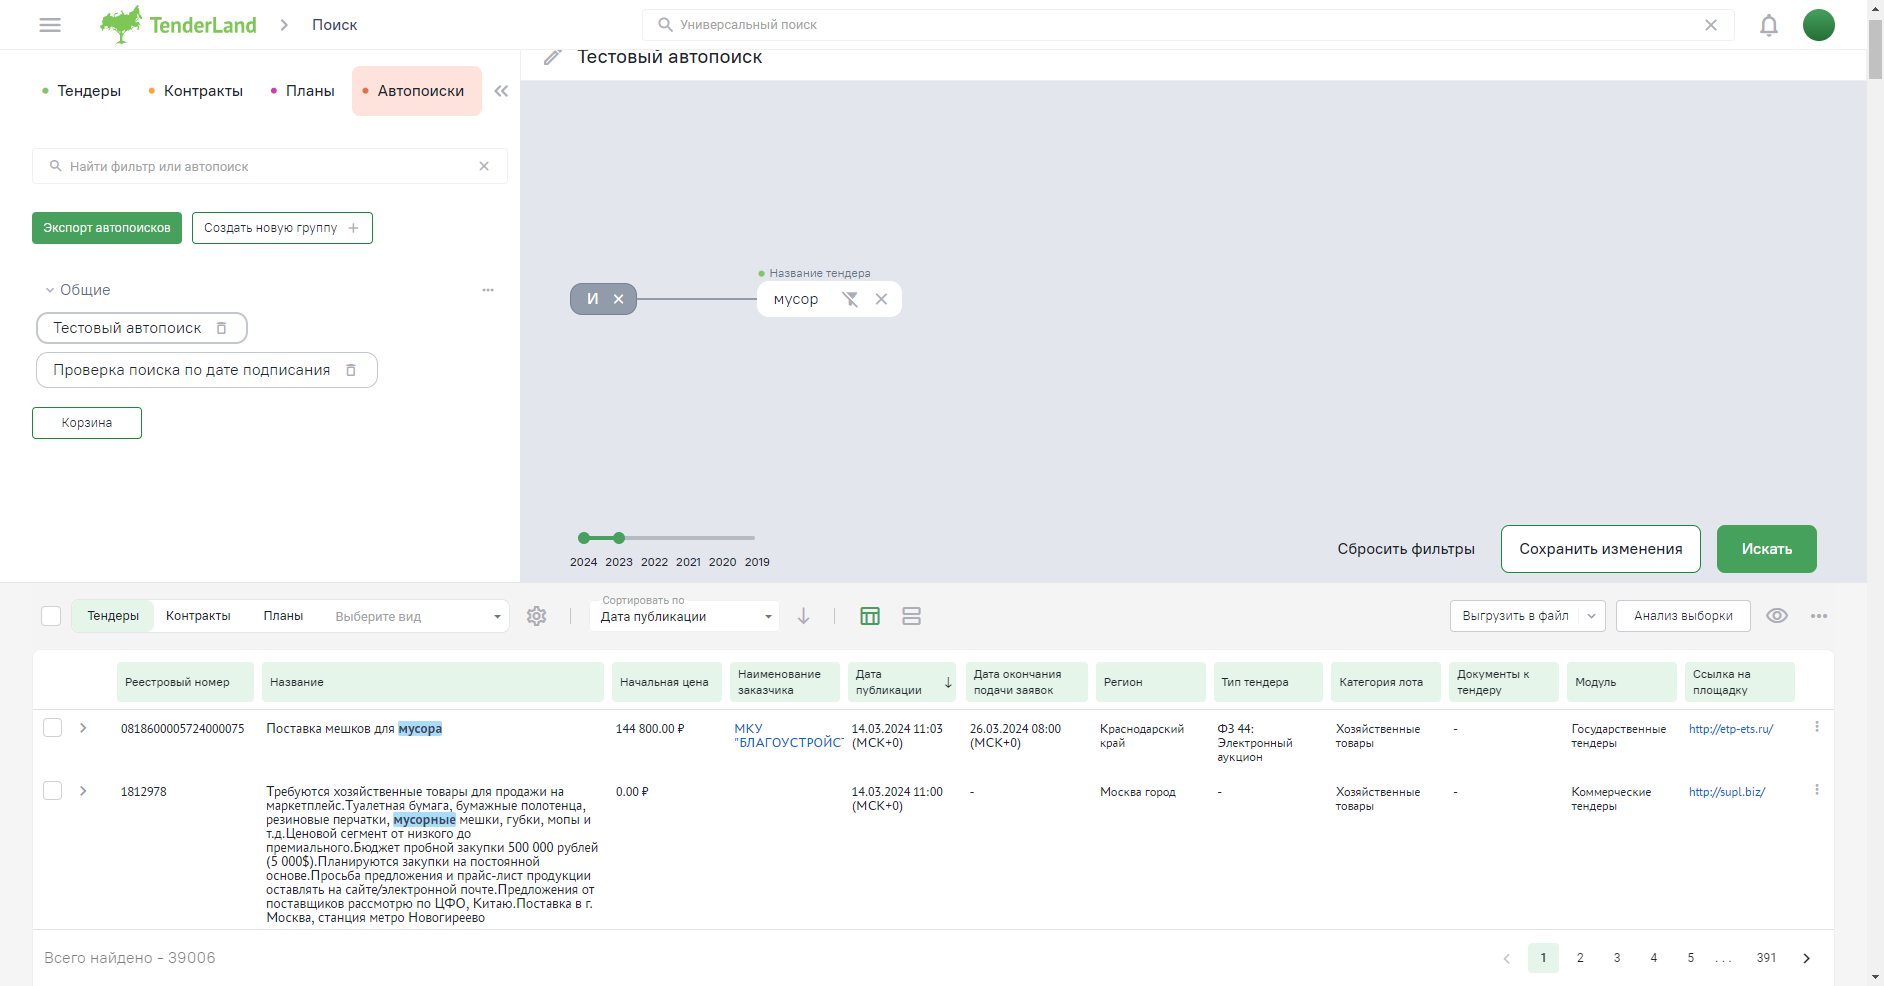 TenderLand
Поиск
Универсальный поиск
Тендеры
Контракты
Планы
Автопоиски
Найти фильтр или автопоиск
Экспорт автопоисков
Создать новую группу +
Общие
Тестовый автопоиск
Проверка поиска по дате подписания
Корзина
Тестовый автопоиск
И
Название тендера
мусор
2024 2023 2022 2021 2020 2019
Сбросить фильтры
Сохранить изменения
Искать
Тендеры
Контракты
Планы
Выберите вид
Сортировать по
Дата публикации
Выгрузить в файл
Анализ выборки
Реестровый номер
Название
Начальная цена
Наименование
заказчика
Дата
публикации
Дата окончания
подачи заявок
Регион
Тип тендера
Категория лота
Документы к
тендеру
Модуль
Ссылка на
площадку
0818600005724000075
Поставка мешков для мусора
144 800.00 ₽
МКУ
"БЛАГОУСТРОЙСТ
14.03.2024 11:03
(МСК+0)
26.03.2024 08:00
(МСК+0)
Краснодарский
край
ФЗ 44:
Электронный
аукцион
Хозяйственные
товары
-
Государственные
тендеры
http://etp-ets.ru/
1812978
Требуются хозяйственные товары для продажи на
маркетплейс.Туалетная бумага, бумажные полотенца,
резиновые перчатки, мусорные мешки, губки, мопы и
т.д.Ценовой сегмент от низкого до
премиального.Бюджет пробной закупки 500 000 рублей
(5 000$).Планируются закупки на постоянной
основе.Просьба предложения и прайс-лист продукции
оставлять на сайте/электронной почте.Предложения от
поставщиков рассмотрю по ЦФО, Китаю.Поставка в г.
Москва, станция метро Новогиреево
0.00 ₽
14.03.2024 11:00
(МСК+0)
-
Москва город
-
Хозяйственные
товары
-
Коммерческие
тендеры
http://supl.biz/
Всего найдено - 39006
1 2 3 4 5 ... 391